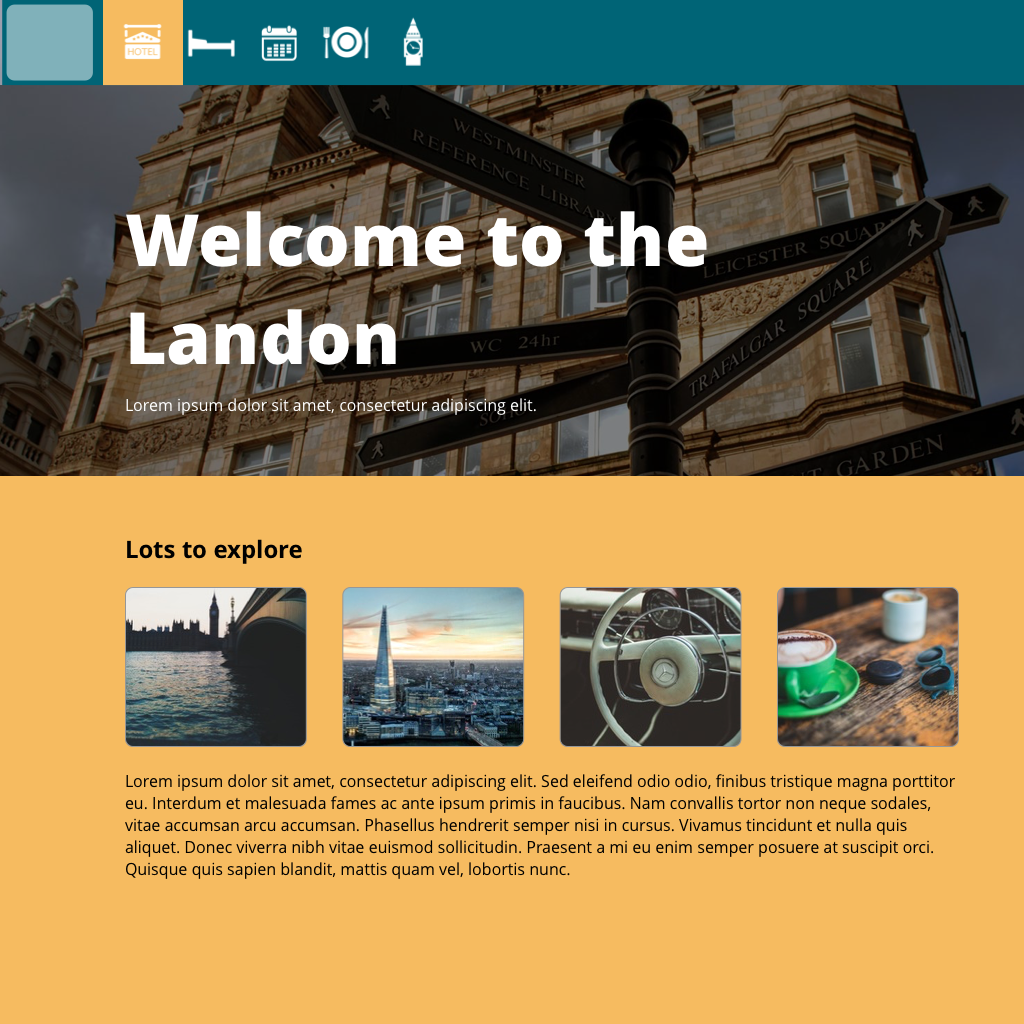 HOTEL
WESTMINSTER
REFERENCE LIBRARY
Welcome to the
LEICESTER SQUAR
TRAFALGAR SQUARE
Landon
WC 24hr
Lorem ipsum dolor sit amet, consectetur adipiscing elit.
GARDEN
Lots to explore
Lorem ipsum dolor sit amet, consectetur adipiscing elit. Sed eleifend odio odio, finibus tristique magna porttitor
eu. Interdum et malesuada fames ac ante ipsum primis in faucibus. Nam convallis tortor non neque sodales,
vitae accumsan arcu accumsan. Phasellus hendrerit semper nisi in cursus. Vivamus tincidunt et nulla quis
aliquet. Donec viverra nibh vitae euismod sollicitudin. Praesent a mi eu enim semper posuere at suscipit orci.
Quisque quis sapien blandit, mattis quam vel, lobortis nunc.